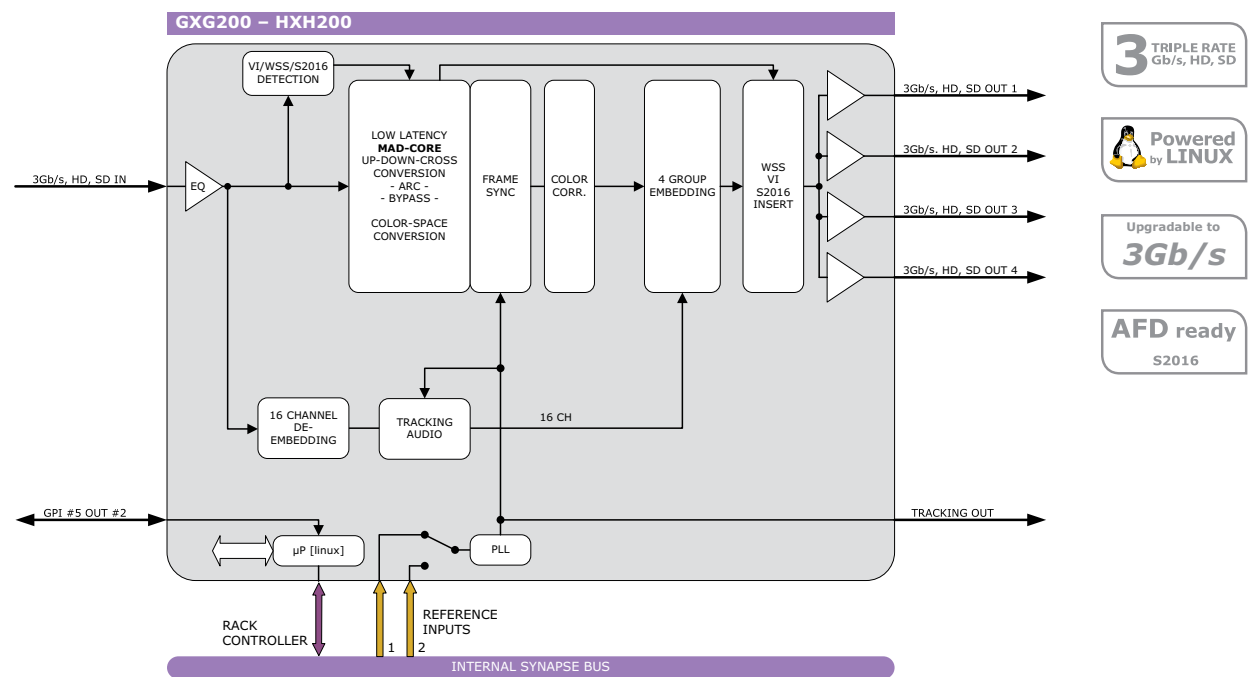 GXG200 – HXH200
VI/WSS/S2016
DETECTION
3Gb/s, HD, SD IN
EQ
LOW LATENCY
MAD-CORE
UP-DOWN-CROSS
CONVERSION
- ARC -
- BYPASS -
COLOR-SPACE
CONVERSION
FRAME
SYNC
COLOR
CORR.
4 GROUP
EMBEDDING
WSS
VI
S2016
INSERT
3Gb/s, HD, SD OUT 1
3Gb/s. HD, SD OUT 2
3Gb/s, HD, SD OUT 3
3Gb/s, HD, SD OUT 4
16 CHANNEL
DE-
EMBEDDING
TRACKING
AUDIO
16 CH
GPI #5 OUT #2
TRACKING OUT
µP [linux]
PLL
RACK
CONTROLLER
1
2
REFERENCE
INPUTS
INTERNAL SYNAPSE BUS
3 TRIPLE RATE
Gb/s, HD, SD
Powered
by LINUX
Upgradable to
3Gb/s
AFD ready
S2016